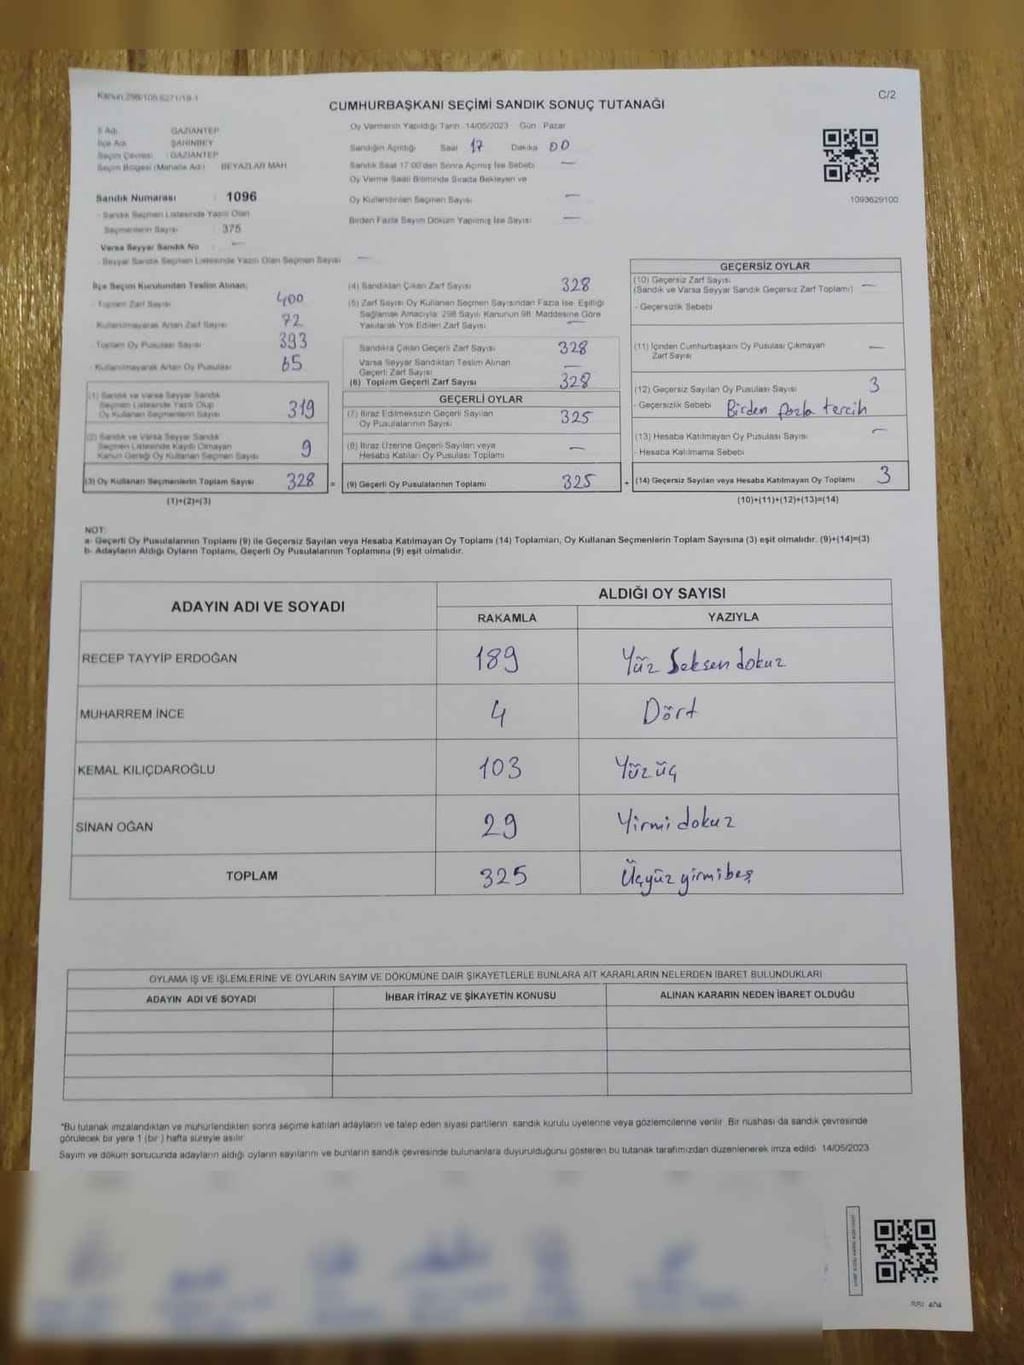 Kanun:298/105,6271/19-1
C/2
CUMHURBAŞKANI SEÇİMİ SANDIK SONUÇ TUTANAĞI
İl Adı : GAZİANTEP
İlçe Adı : ŞAHİNBEY
Seçim Çevresi : GAZİANTEP
Seçim Bölgesi (Mahalle Adı) : BEYAZLAR MAH.
Sandık Numarası : 1096
- Sandık Seçmen Listesinde Yazılı Olan
Seçmenlerin Sayısı : 375
Varsa Seyyar Sandık No : —
- Seyyar Sandık Seçmen Listesinde Yazılı Olan Seçmen Sayısı —
Oy Vermenin Yapıldığı Tarih: 14/05/2023 Gün: Pazar
Sandığın Açıldığı Saat 17 Dakika 00
Sandık Saat 17:00'den Sonra Açılmış İse Sebebi —
Oy Verme Saati Bitiminde Sırada Bekleyen ve
Oy Kullandırılan Seçmen Sayısı —
Birden Fazla Sayım Döküm Yapılmış İse Sayısı —
1093629100
İlçe Seçim Kurulundan Teslim Alınan;
- Toplam Zarf Sayısı 400
- Kullanılmayarak Artan Zarf Sayısı 72
- Toplam Oy Pusulası Sayısı 393
- Kullanılmayarak Artan Oy Pusulası 65
(1) Sandık ve Varsa Seyyar Sandık
Seçmen Listesinde Yazılı Olup
Oy Kullanan Seçmenlerin Sayısı 319
(2) Sandık ve Varsa Seyyar Sandık
Seçmen Listesinde Kayıtlı Olmayan
Kanun Gereği Oy Kullanan Seçmen Sayısı 9
(3) Oy Kullanan Seçmenlerin Toplam Sayısı 328 =
(1)+(2)=(3)
(4) Sandıktan Çıkan Zarf Sayısı 328
(5) Zarf Sayısı Oy Kullanan Seçmen Sayısından Fazla İse, Eşitliği
Sağlamak Amacıyla, 298 Sayılı Kanunun 98. Maddesine Göre
Yakılarak Yok Edilen Zarf Sayısı —
Sandıkta Çıkan Geçerli Zarf Sayısı 328
Varsa Seyyar Sandıktan Teslim Alınan
Geçerli Zarf Sayısı —
(6) Toplam Geçerli Zarf Sayısı 328
GEÇERLİ OYLAR
(7) İtiraz Edilmeksizin Geçerli Sayılan
Oy Pusulalarının Sayısı 325
(8) İtiraz Üzerine Geçerli Sayılan veya
Hesaba Katılan Oy Pusulası Toplamı —
(9) Geçerli Oy Pusulalarının Toplamı 325 +
GEÇERSİZ OYLAR
(10) Geçersiz Zarf Sayısı
(Sandık ve Varsa Seyyar Sandık Geçersiz Zarf Toplamı) —
- Geçersizlik Sebebi
(11) İçinden Cumhurbaşkanı Oy Pusulası Çıkmayan
Zarf Sayısı —
(12) Geçersiz Sayılan Oy Pusulası Sayısı 3
- Geçersizlik Sebebi Birden fazla tercih
(13) Hesaba Katılmayan Oy Pusulası Sayısı —
- Hesaba Katılmama Sebebi
(14) Geçersiz Sayılan veya Hesaba Katılmayan Oy Toplamı 3
(10)+(11)+(12)+(13)=(14)
NOT:
a- Geçerli Oy Pusulalarının Toplamı (9) ile Geçersiz Sayılan veya Hesaba Katılmayan Oy Toplamı (14) Toplamları, Oy Kullanan Seçmenlerin Toplam Sayısına (3) eşit olmalıdır. (9)+(14)=(3)
b- Adayların Aldığı Oyların Toplamı, Geçerli Oy Pusulalarının Toplamına (9) eşit olmalıdır.
ADAYIN ADI VE SOYADI
ALDIĞI OY SAYISI
RAKAMLA YAZIYLA
RECEP TAYYİP ERDOĞAN 189 Yüz Seksen dokuz
MUHARREM İNCE 4 Dört
KEMAL KILIÇDAROĞLU 103 Yüzüç
SİNAN OĞAN 29 Yirmi dokuz
TOPLAM 325 Üçyüz yirmibeş
OYLAMA İŞ VE İŞLEMLERİNE VE OYLARIN SAYIM VE DÖKÜMÜNE DAİR ŞİKAYETLERLE BUNLARA AİT KARARLARIN NELERDEN İBARET BULUNDUKLARI
ADAYIN ADI VE SOYADI İHBAR İTİRAZ VE ŞİKAYETİN KONUSU ALINAN KARARIN NEDEN İBARET OLDUĞU
"Bu tutanak imzalandıktan ve mühürlendikten sonra seçime katılan adayların ve talep eden siyasi partilerin sandık kurulu üyelerine veya gözlemcilerine verilir. Bir nüshası da sandık çevresinde
görülecek bir yere 1 (bir ) hafta süreyle asılır.
Sayım ve döküm sonucunda adayların aldığı oyların sayılarını ve bunların sandık çevresinde bulunanlara duyurulduğunu gösteren bu tutanak tarafımızdan düzenlenerek imza edildi. 14/05/2023